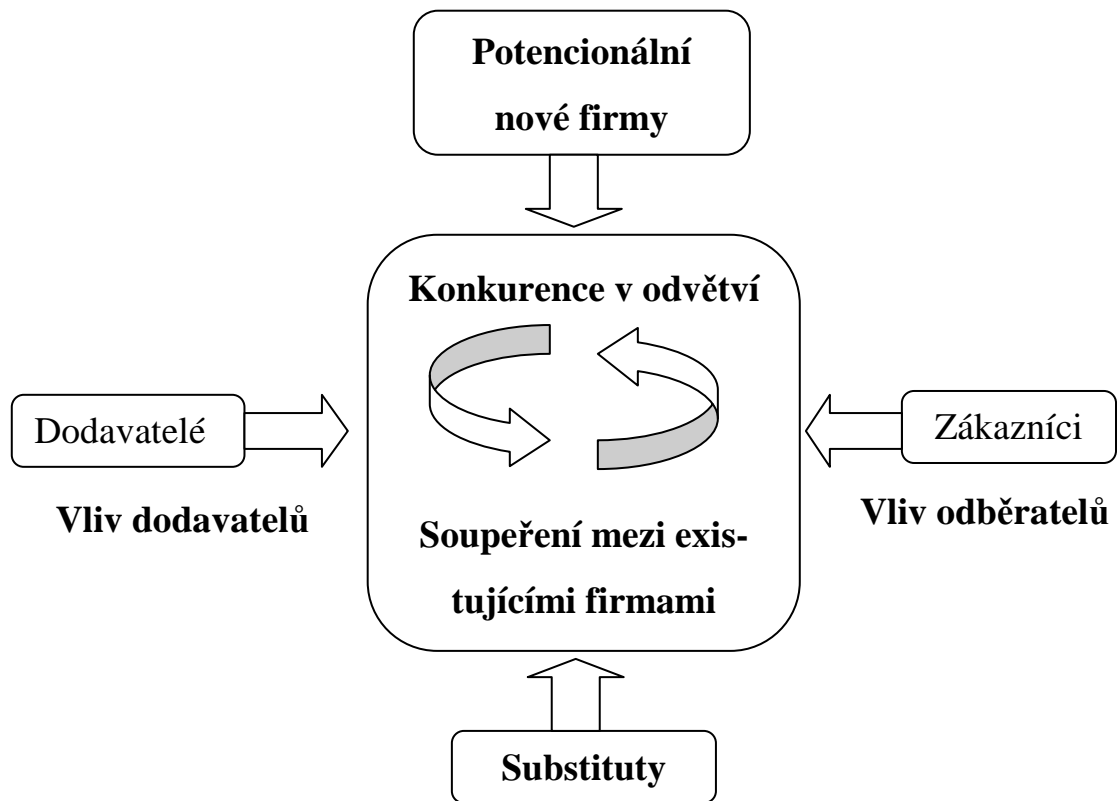 Potencionální
nové firmy
Konkurence v odvětví
Dodavatelé
Zákazníci
Vliv dodavatelů
Vliv odběratelů
Soupeření mezi exis-
tujícími firmami
Substituty